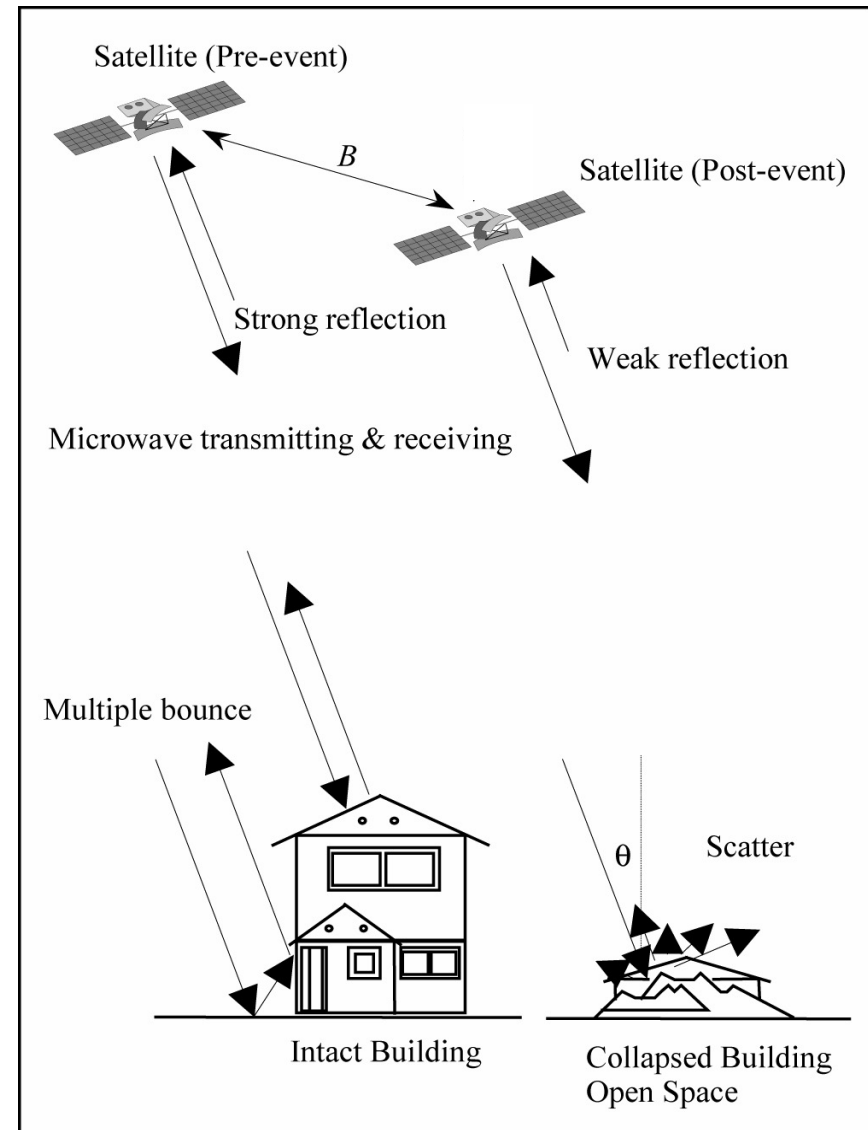 Satellite (Pre-event)
B
Satellite (Post-event)
Strong reflection
Weak reflection
Microwave transmitting & receiving
Multiple bounce
θ
Scatter
Intact Building
Collapsed Building
Open Space